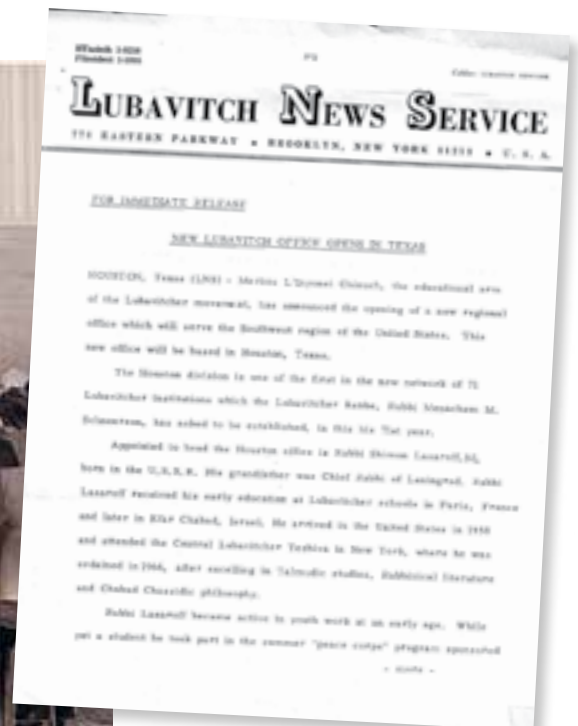 LUBAVITCH NEWS SERVICE
770 EASTERN PARKWAY • BROOKLYN, NEW YORK 11213 • U. S. A.
FOR IMMEDIATE RELEASE
NEW LUBAVITCH OFFICE OPENS IN TEXAS
HOUSTON, Texas (LNS) - Merkos L'Inyonei Chinuch, the educational arm
of the Lubavitcher movement, has announced the opening of a new regional
office which will serve the Southwest region of the United States. This
new office will be based in Houston, Texas.
The Houston division is one of the first in the new network of 71
Lubavitcher Institutions which the Lubavitcher Rebbe, Rabbi Menachem M.
Schneerson, has asked to be established, in this his 71st year.
Appointed to head the Houston office is Rabbi Shimon Lazaroff,
born in the U.S.S.R. His grandfather was Chief Rabbi of Leningrad. Rabbi
Lazaroff received his early education at Lubavitcher schools in Paris, France
and later in Kfar Chabad, Israel. He arrived in the United States in
and attended the Central Lubavitcher Yeshiva in New York, where he was
ordained in 1966, after excelling in Talmudic studies, Rabbinical literature
and Chabad Chassidic philosophy.
Rabbi Lazaroff became active in youth work at an early age. While
yet a student he took part in the summer "peace corps" program sponsored
- more -